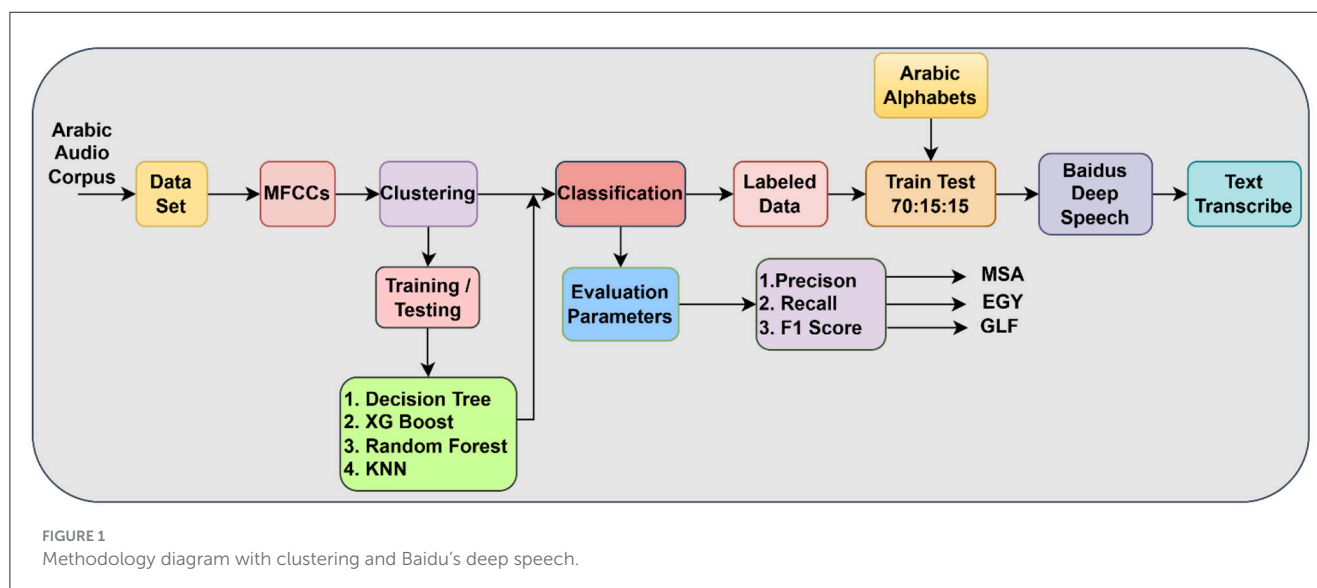 Arabic
Audio
Corpus
Data
Set
MFCCs
Clustering
Classification
Labeled
Data
Arabic
Alphabets
Train Test
70:15:15
Baidus
Deep
Speech
Text
Transcribe
Training /
Testing
1. Decision Tree
2. XG Boost
3. Random Forest
4. KNN
Evaluation
Parameters
1.Precison
2. Recall
3. F1 Score
MSA
EGY
GLF
FIGURE 1
Methodology diagram with clustering and Baidu's deep speech.